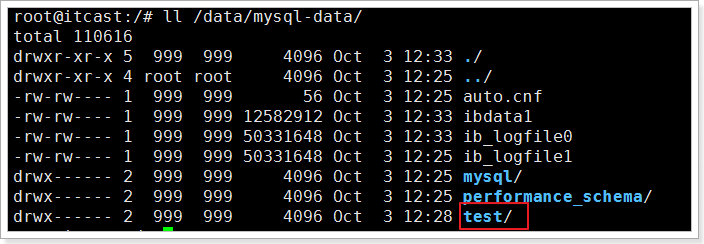 root@itcast:/# ll /data/mysql-data/
total 110616
drwxr-xr-x 5  999  999     4096 Oct  3 12:33 ./
drwxr-xr-x 4 root root     4096 Oct  3 12:25 ../
-rw-rw---- 1  999  999       56 Oct  3 12:25 auto.cnf
-rw-rw---- 1  999  999 12582912 Oct  3 12:33 ibdata1
-rw-rw---- 1  999  999 50331648 Oct  3 12:33 ib_logfile0
-rw-rw---- 1  999  999 50331648 Oct  3 12:25 ib_logfile1
drwx------ 2  999  999     4096 Oct  3 12:25 mysql/
drwx------ 2  999  999     4096 Oct  3 12:25 performance_schema/
drwx------ 2  999  999     4096 Oct  3 12:28 test/